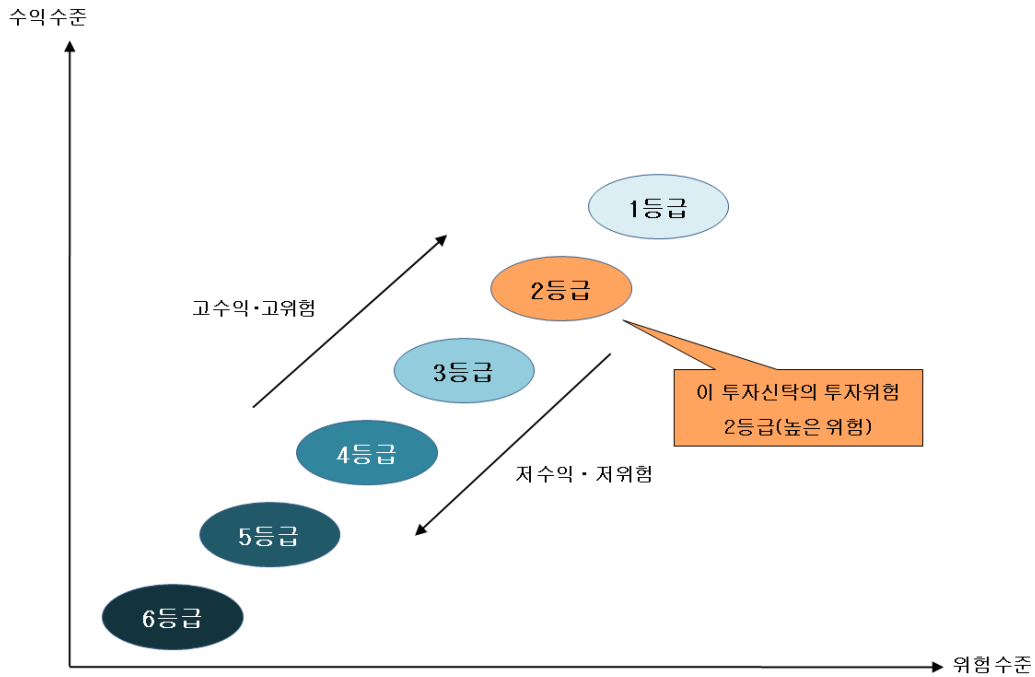 수익수준
1등급
2등급
고수익·고위험
3등급
이 투자신탁의 투자위험
2등급(높은 위험)
4등급
저수익·저위험
5등급
6등급
위험수준